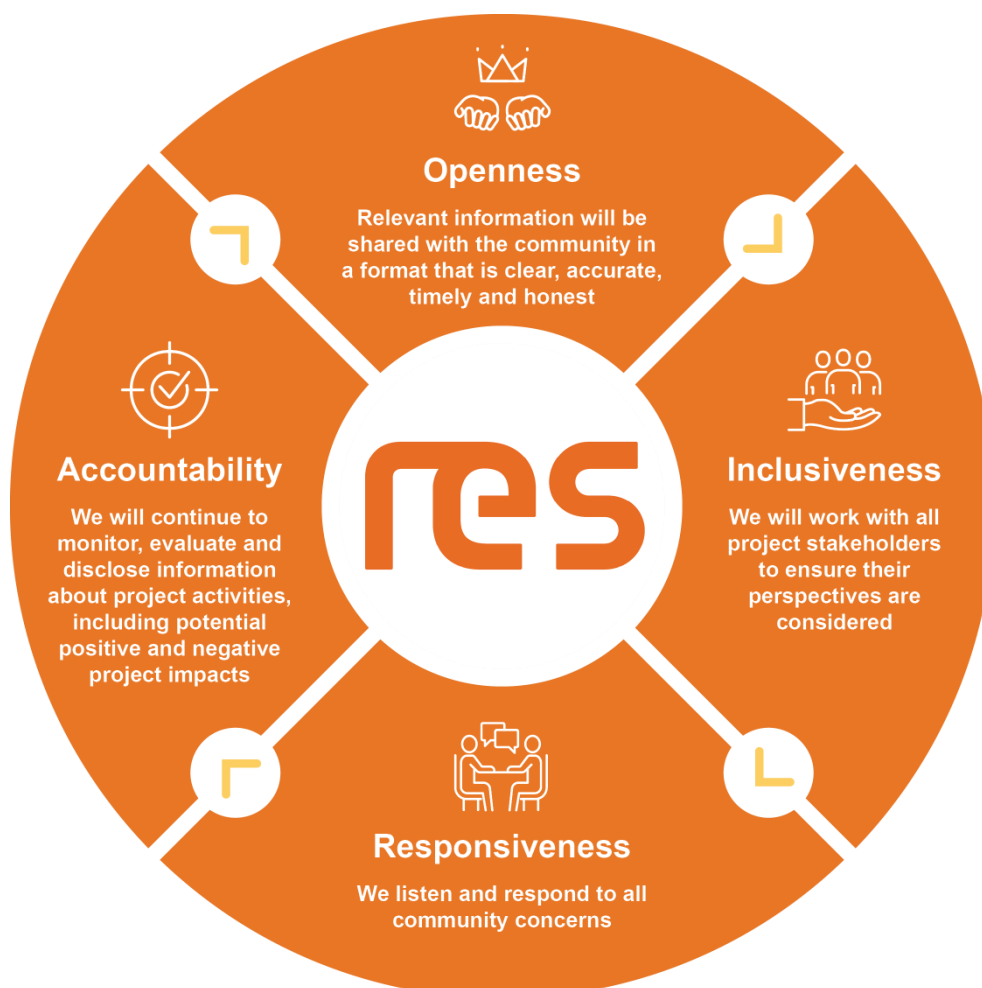 Openness
Relevant information will be
shared with the community in
a format that is clear, accurate,
timely and honest
Accountability
We will continue to
monitor, evaluate and
disclose information
about project activities,
including potential
positive and negative
project impacts
res
Inclusiveness
We will work with all
project stakeholders
to ensure their
perspectives are
considered
Responsiveness
We listen and respond to all
community concerns